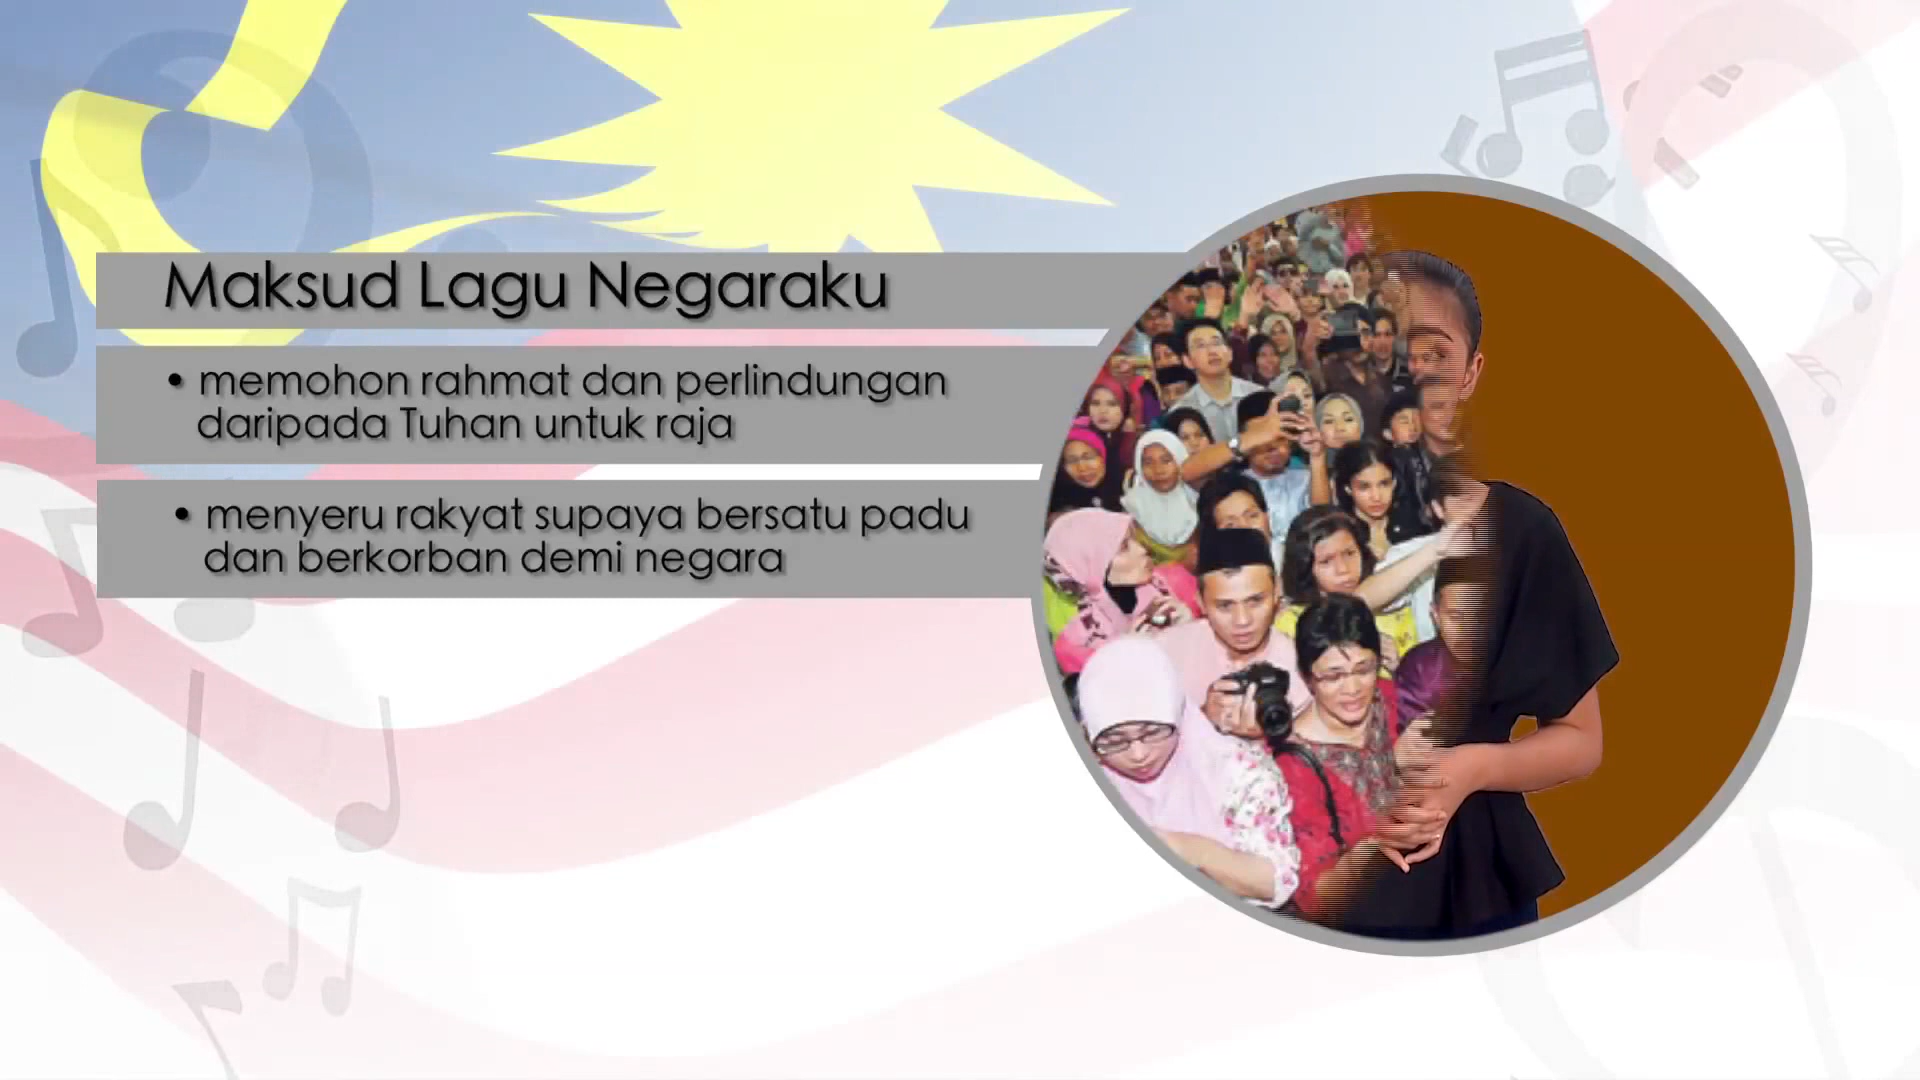 Maksud Lagu Negaraku
• memohon rahmat dan perlindungan
daripada Tuhan untuk raja
• menyeru rakyat supaya bersatu padu
dan berkorban demi negara